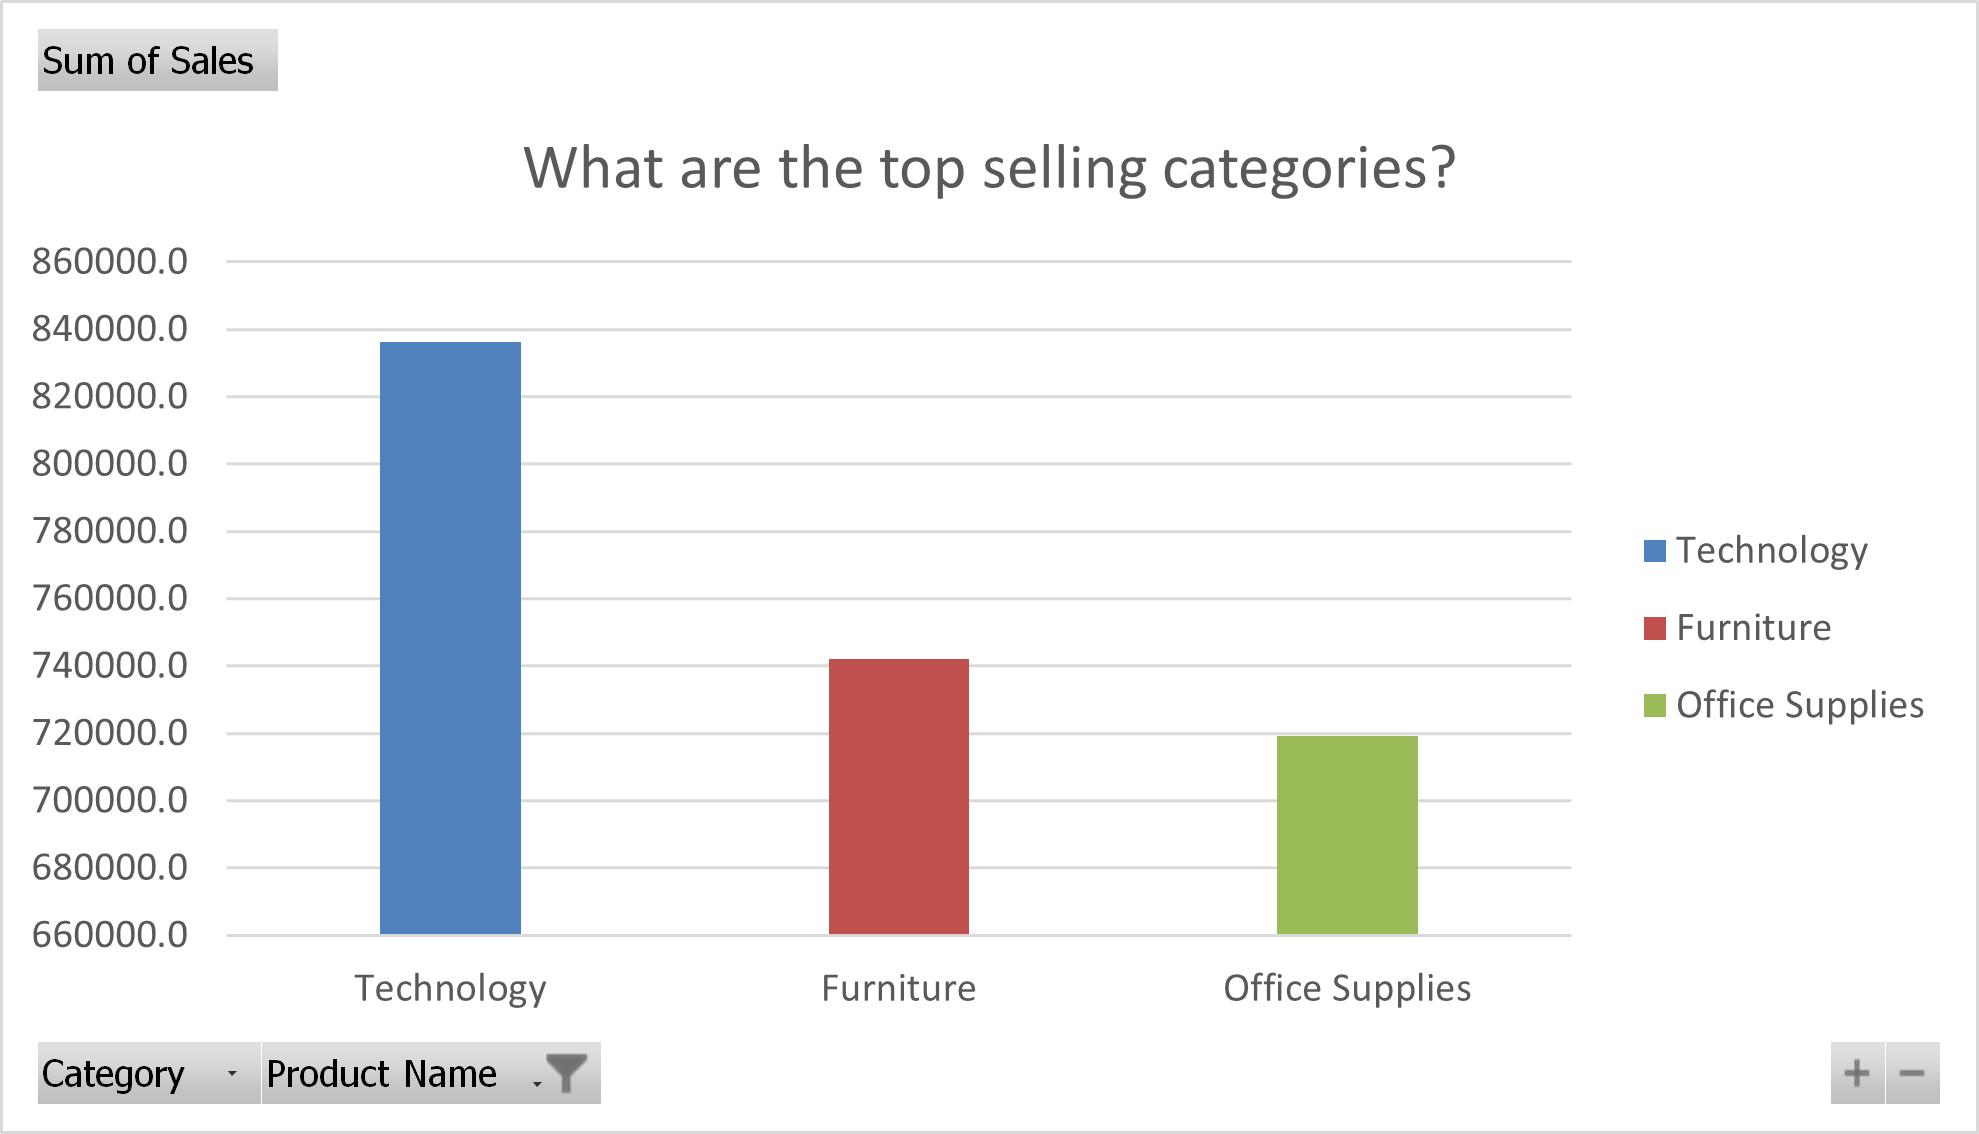 Sum of Sales
What are the top selling categories?
860000.0
840000.0
820000.0
800000.0
780000.0
760000.0
740000.0
720000.0
700000.0
680000.0
660000.0
Technology
Furniture
Office Supplies
Technology Furniture Office Supplies
Category Product Name